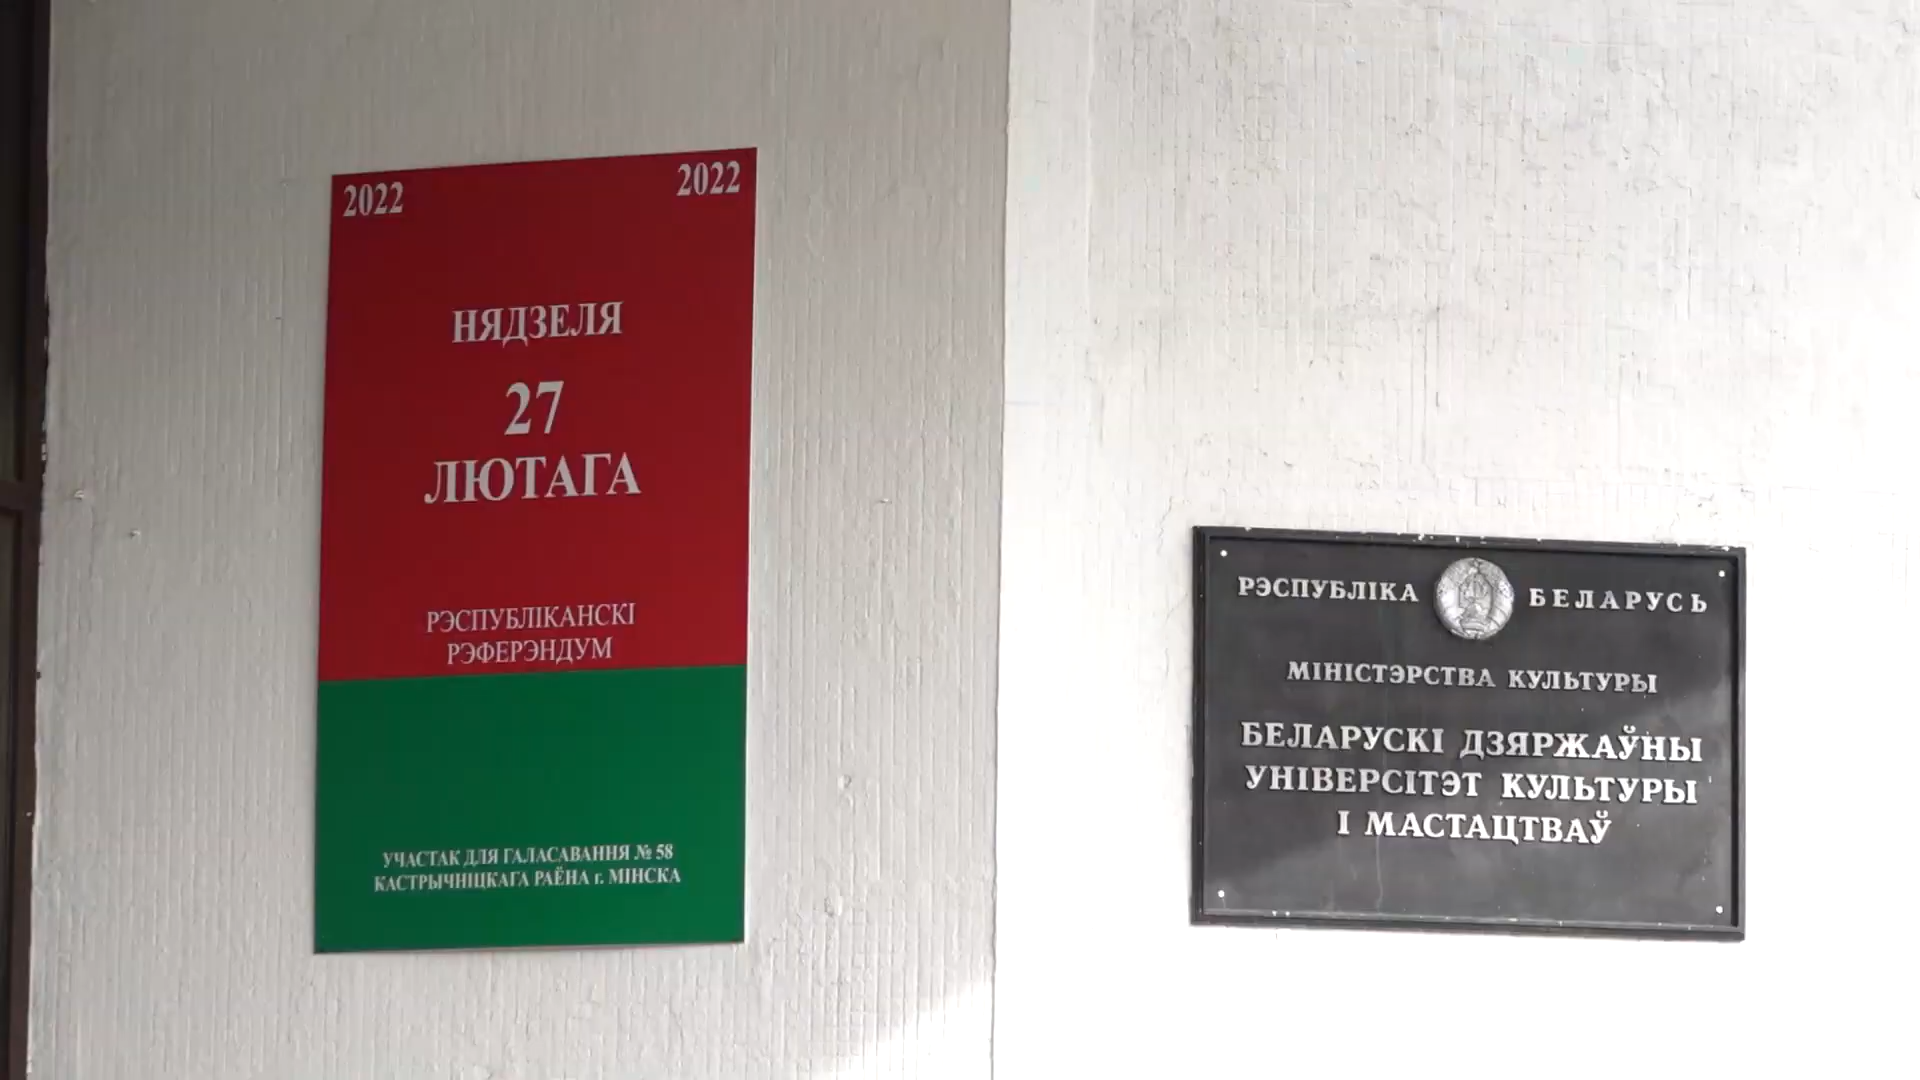 2022 2022
НЯДЗЕЛЯ
27
ЛЮТАГА
РЭСПУБЛІКАНСКІ
РЭФЕРЭНДУМ
УЧАСТАК ДЛЯ ГАЛАСАВАННЯ № 58
КАСТРЫЧНІЦКАГА РАЁНА г. МІНСКА
РЭСПУБЛІКА БЕЛАРУСЬ
МІНІСТЭРСТВА КУЛЬТУРЫ
БЕЛАРУСКІ ДЗЯРЖАЎНЫ
УНІВЕРСІТЭТ КУЛЬТУРЫ
І МАСТАЦТВАЎ